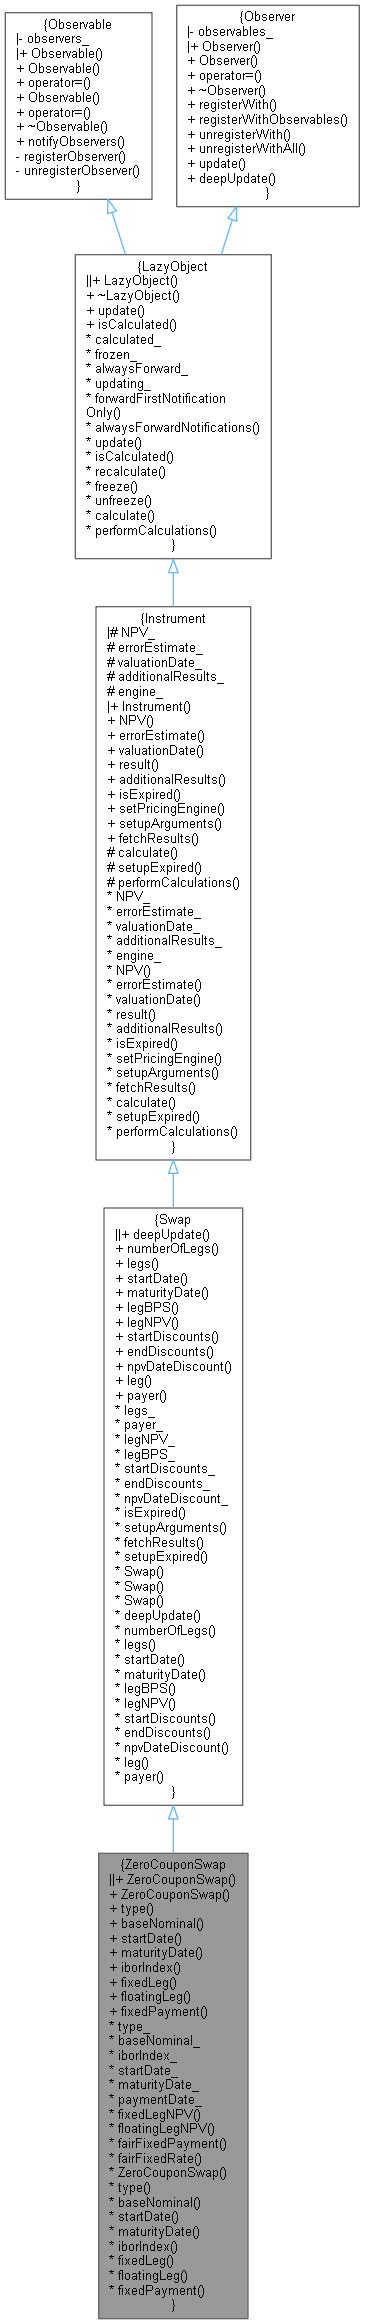 {Observable
|- observers_
|+ Observable()
+ Observable()
+ operator=()
+ Observable()
+ operator=()
+ ~Observable()
+ notifyObservers()
- registerObserver()
- unregisterObserver()
}
{Observer
|- observables_
|+ Observer()
+ Observer()
+ operator=()
+ ~Observer()
+ registerWith()
+ registerWithObservables()
+ unregisterWith()
+ unregisterWithAll()
+ update()
+ deepUpdate()
}
{LazyObject
||+ LazyObject()
+ ~LazyObject()
+ update()
+ isCalculated()
* calculated_
* frozen_
* alwaysForward_
* updating_
* forwardFirstNotification
Only()
* alwaysForwardNotifications()
* update()
* isCalculated()
* recalculate()
* freeze()
* unfreeze()
* calculate()
* performCalculations()
}
{Instrument
|# NPV_
# errorEstimate_
# valuationDate_
# additionalResults_
# engine_
|+ Instrument()
+ NPV()
+ errorEstimate()
+ valuationDate()
+ result()
+ additionalResults()
+ isExpired()
+ setPricingEngine()
+ setupArguments()
+ fetchResults()
# calculate()
# setupExpired()
# performCalculations()
* NPV_
* errorEstimate_
* valuationDate_
* additionalResults_
* engine_
* NPV()
* errorEstimate()
* valuationDate()
* result()
* additionalResults()
* isExpired()
* setPricingEngine()
* setupArguments()
* fetchResults()
* calculate()
* setupExpired()
* performCalculations()
}
{Swap
||+ deepUpdate()
+ numberOfLegs()
+ legs()
+ startDate()
+ maturityDate()
+ legBPS()
+ legNPV()
+ startDiscounts()
+ endDiscounts()
+ npvDateDiscount()
+ leg()
+ payer()
* legs_
* payer_
* legNPV_
* legBPS_
* startDiscounts_
* endDiscounts_
* npvDateDiscount_
* isExpired()
* setupArguments()
* fetchResults()
* setupExpired()
* Swap()
* Swap()
* Swap()
* deepUpdate()
* numberOfLegs()
* legs()
* startDate()
* maturityDate()
* legBPS()
* legNPV()
* startDiscounts()
* endDiscounts()
* npvDateDiscount()
* leg()
* payer()
}
{ZeroCouponSwap
||+ ZeroCouponSwap()
+ ZeroCouponSwap()
+ type()
+ baseNominal()
+ startDate()
+ maturityDate()
+ iborIndex()
+ fixedLeg()
+ floatingLeg()
+ fixedPayment()
* type_
* baseNominal_
* iborIndex_
* startDate_
* maturityDate_
* paymentDate_
* fixedLegNPV()
* floatingLegNPV()
* fairFixedPayment()
* fairFixedRate()
* ZeroCouponSwap()
* type()
* baseNominal()
* startDate()
* maturityDate()
* iborIndex()
* fixedLeg()
* floatingLeg()
* fixedPayment()
}